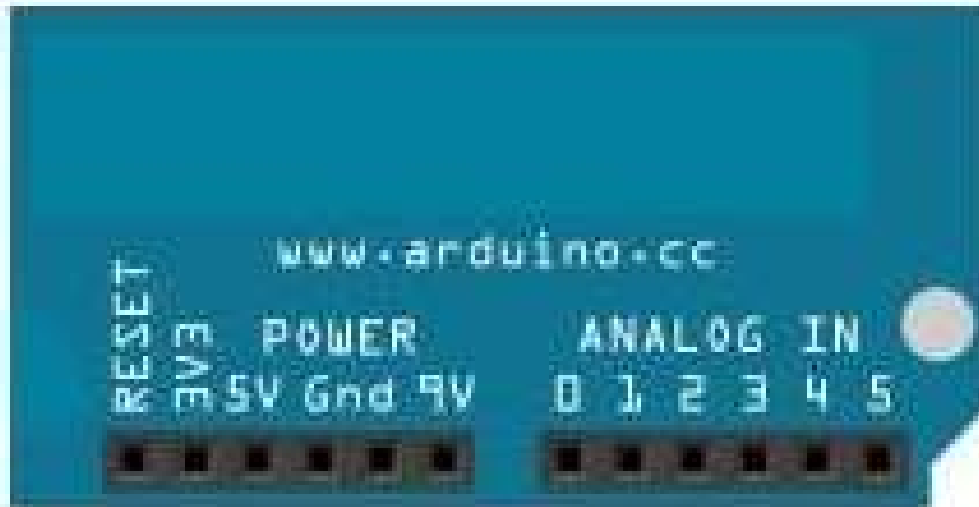 www.arduino.cc
RESET
3V3
POWER
5V Gnd 9V
ANALOG IN
0 1 2 3 4 5